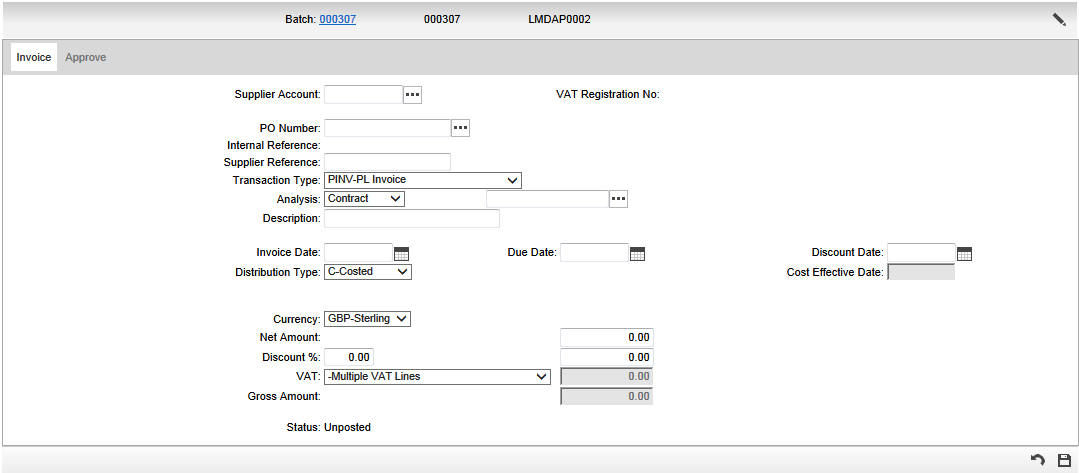 Batch: 000307 000307 LMDAP0002
Invoice Approve
Supplier Account: VAT Registration No:
PO Number:
Internal Reference:
Supplier Reference:
Transaction Type: PINV-PL Invoice
Analysis: Contract
Description:
Invoice Date: Due Date: Discount Date:
Distribution Type: C-Costed Cost Effective Date:
Currency: GBP-Sterling
Net Amount: 0.00
Discount %: 0.00 0.00
VAT: -Multiple VAT Lines 0.00
Gross Amount: 0.00
Status: Unposted